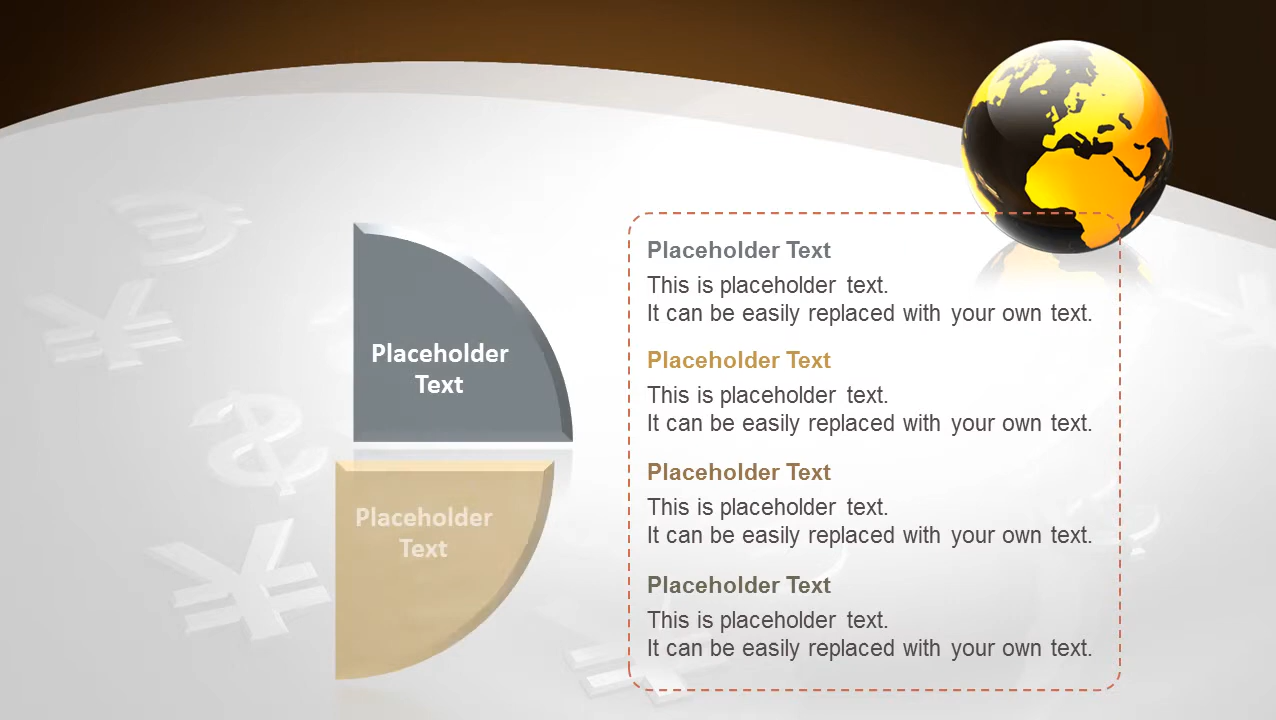 Placeholder
Text
Placeholder
Text
Placeholder Text
This is placeholder text.
It can be easily replaced with your own text.
Placeholder Text
This is placeholder text.
It can be easily replaced with your own text.
Placeholder Text
This is placeholder text.
It can be easily replaced with your own text.
Placeholder Text
This is placeholder text.
It can be easily replaced with your own text.